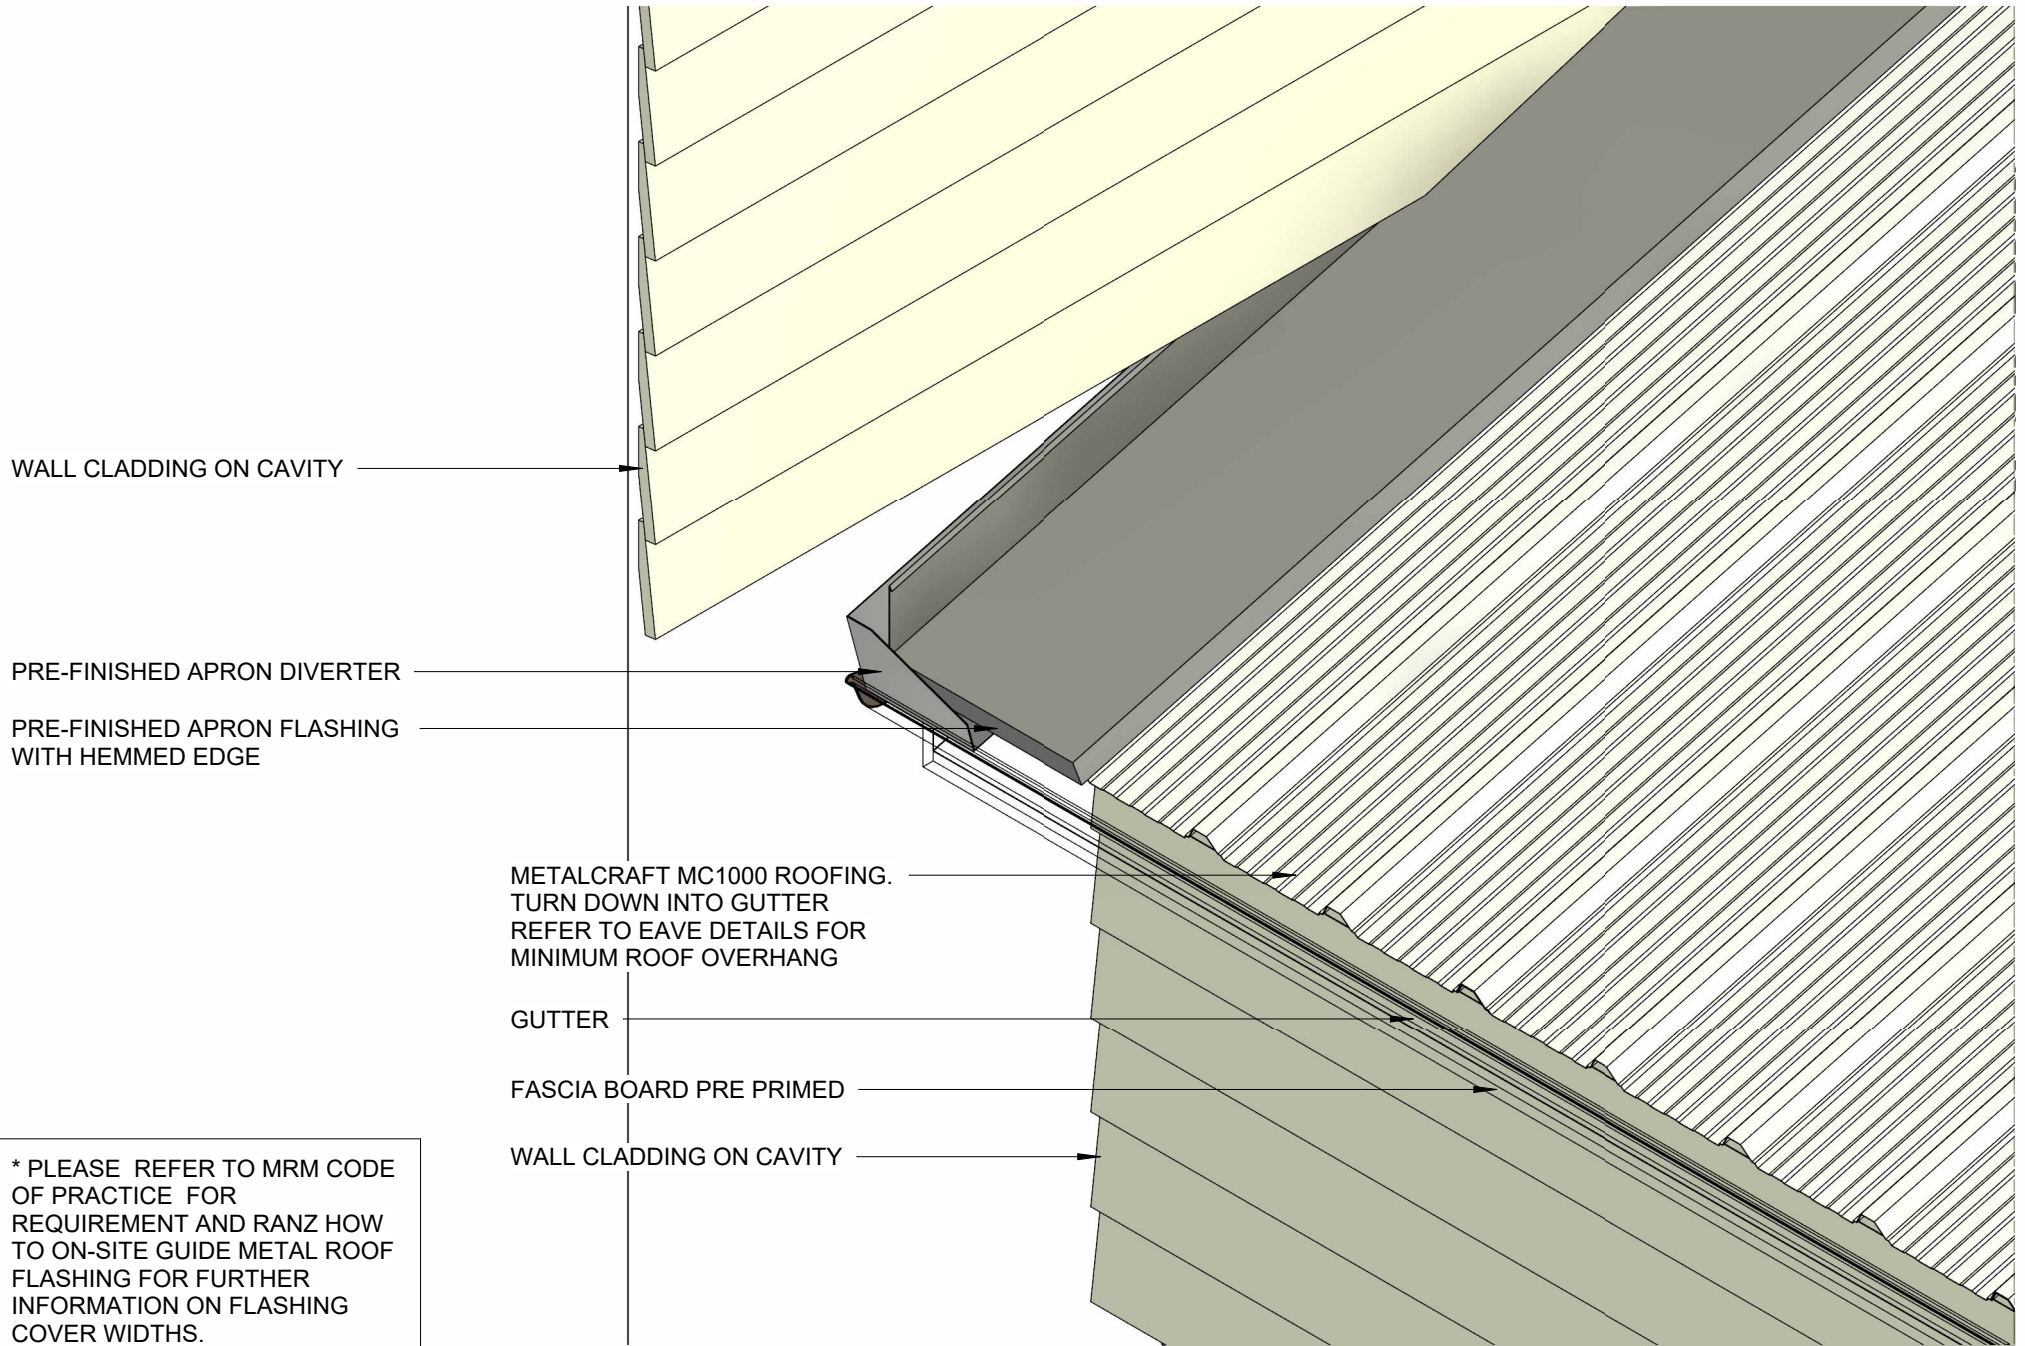 WALL CLADDING ON CAVITY
PRE-FINISHED APRON DIVERTER
PRE-FINISHED APRON FLASHING
WITH HEMMED EDGE
METALCRAFT MC1000 ROOFING.
TURN DOWN INTO GUTTER
REFER TO EAVE DETAILS FOR
MINIMUM ROOF OVERHANG
GUTTER
FASCIA BOARD PRE PRIMED
WALL CLADDING ON CAVITY
* PLEASE REFER TO MRM CODE
OF PRACTICE FOR
REQUIREMENT AND RANZ HOW
TO ON-SITE GUIDE METAL ROOF
FLASHING FOR FURTHER
INFORMATION ON FLASHING
COVER WIDTHS.